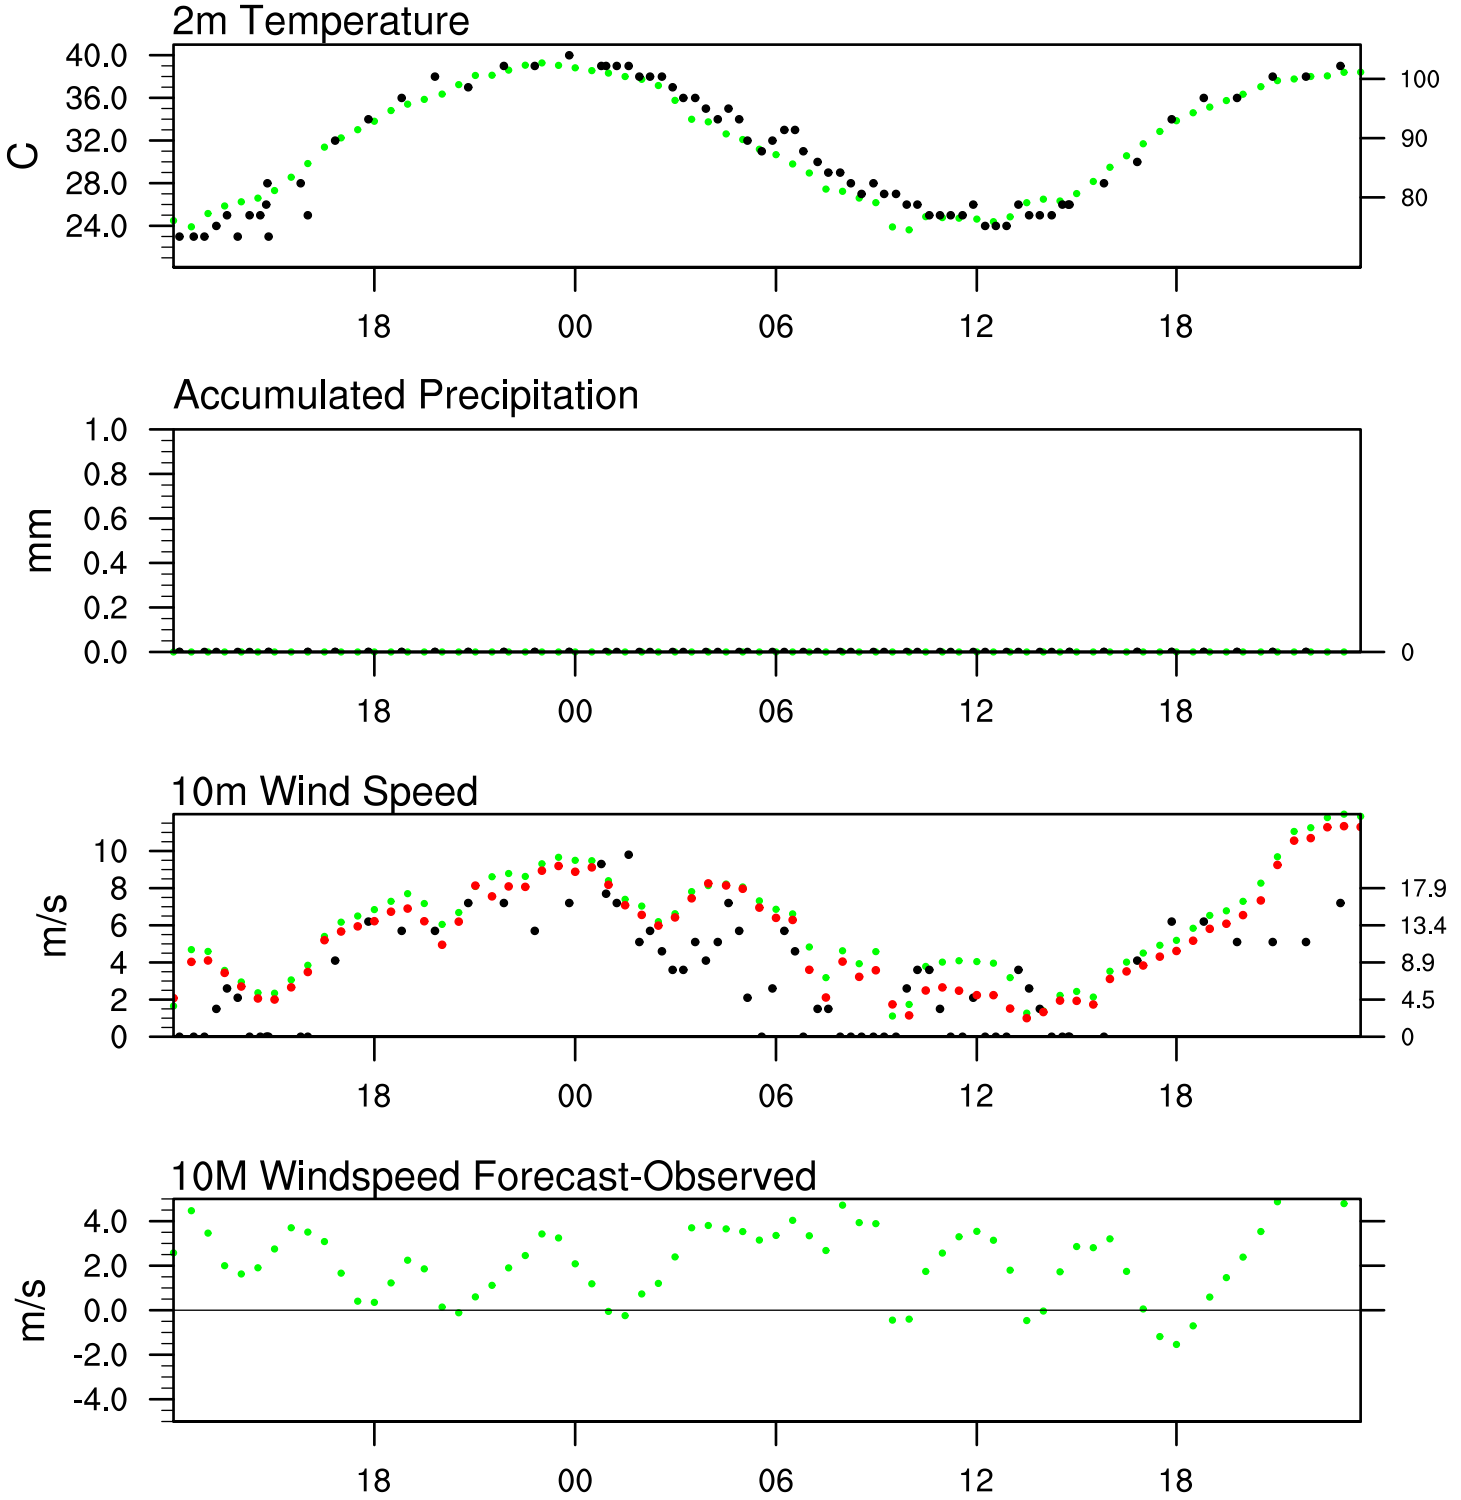 2m Temperature
40.0
36.0
32.0
28.0
24.0
C
100
90
80
18 00 06 12 18
Accumulated Precipitation
1.0
0.8
0.6
0.4
0.2
0.0
mm
0
18 00 06 12 18
10m Wind Speed
10
8
6
4
2
0
m/s
17.9
13.4
8.9
4.5
0
18 00 06 12 18
10M Windspeed Forecast-Observed
4.0
2.0
0.0
-2.0
-4.0
m/s
18 00 06 12 18